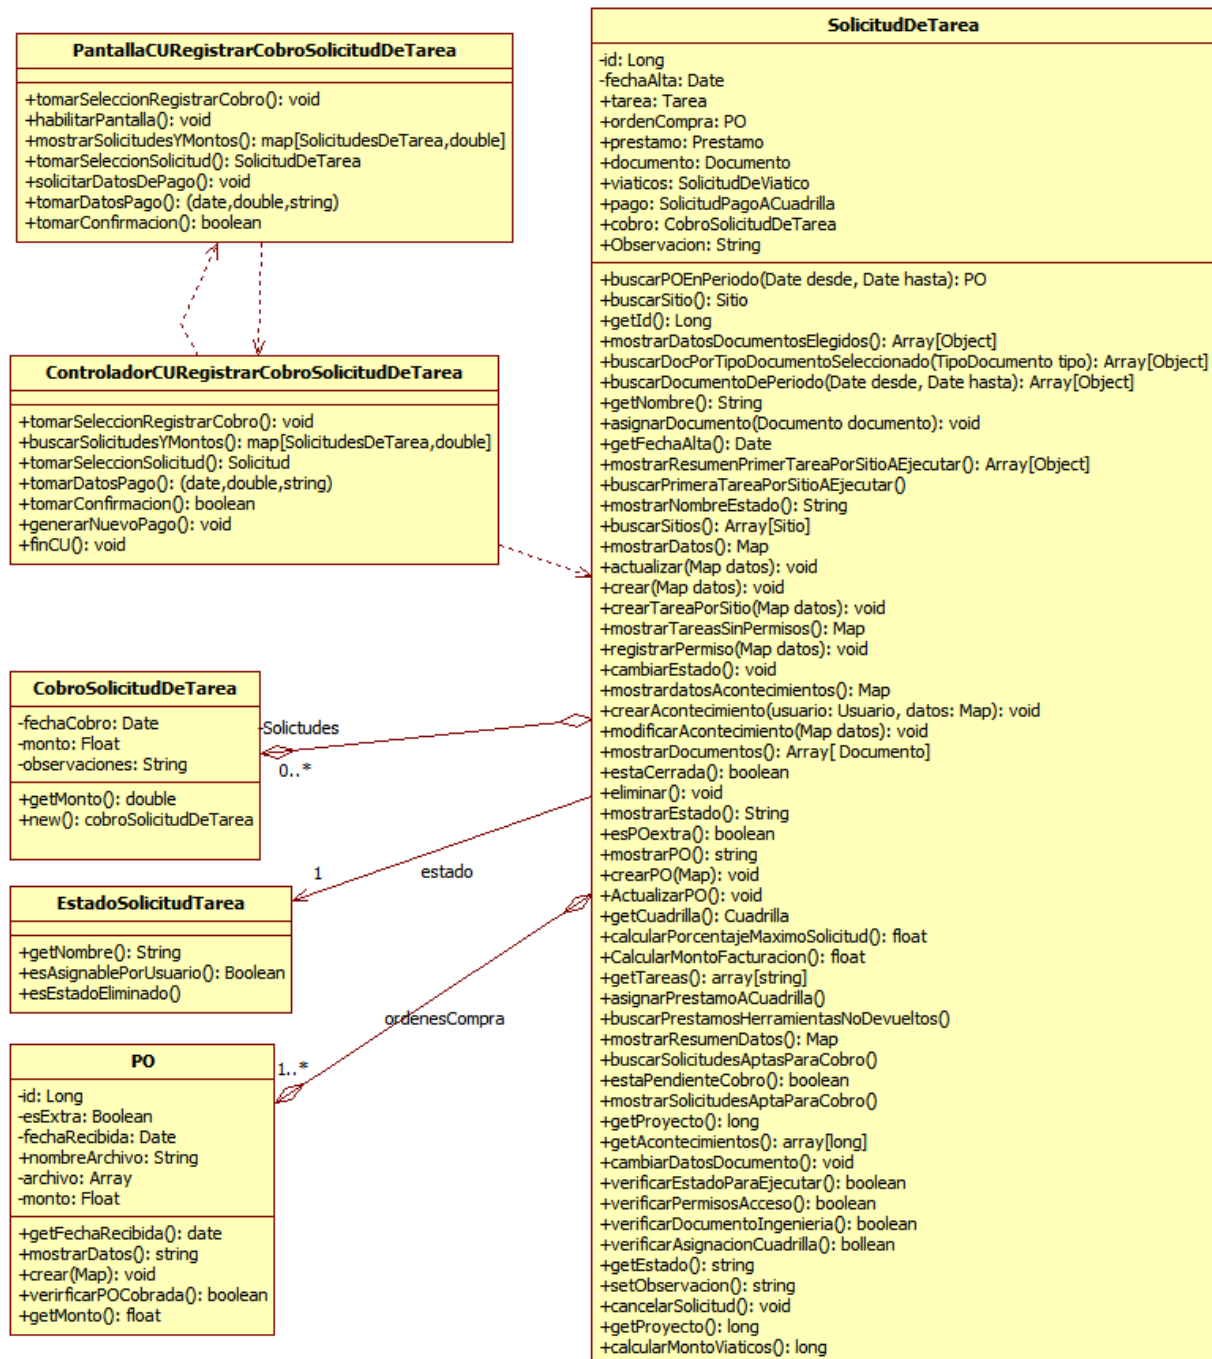 PantallaCURegistrarCobroSolicitudDeTarea
+tomarSeleccionRegistrarCobro(): void
+habilitarPantalla(): void
+mostrarSolicitudesYMontos(): map[SolicitudesDeTarea,double]
+tomarSeleccionSolicitud(): SolicitudDeTarea
+solicitarDatosDePago(): void
+tomarDatosPago(): (date,double,string)
+tomarConfirmacion(): boolean
ControladorCURegistrarCobroSolicitudDeTarea
+tomarSeleccionRegistrarCobro(): void
+buscarSolicitudesYMontos(): map[SolicitudesDeTarea,double]
+tomarSeleccionSolicitud(): Solicitud
+tomarDatosPago(): (date,double,string)
+tomarConfirmacion(): boolean
+generarNuevoPago(): void
+finCU(): void
CobroSolicitudDeTarea
-fechaCobro: Date
-monto: Float
-observaciones: String
+getMonto(): double
+new(): cobroSolicitudDeTarea
-Solictudes
0..*
EstadoSolicitudTarea
+getNombre(): String
+esAsignablePorUsuario(): Boolean
+esEstadoEliminado()
1
estado
PO
-id: Long
-esExtra: Boolean
-fechaRecibida: Date
+nombreArchivo: String
-archivo: Array
-monto: Float
+getFechaRecibida(): date
+mostrarDatos(): string
+crear(Map): void
+verirficarPOCobrada(): boolean
+getMonto(): float
1..*
ordenesCompra
SolicitudDeTarea
-id: Long
-fechaAlta: Date
+tarea: Tarea
+ordenCompra: PO
+prestamo: Prestamo
+documento: Documento
+viaticos: SolicitudDeViatico
+pago: SolicitudPagoACuadrilla
+cobro: CobroSolicitudDeTarea
+Observacion: String
+buscarPOEnPeriodo(Date desde, Date hasta): PO
+buscarSitio(): Sitio
+getId(): Long
+mostrarDatosDocumentosElegidos(): Array[Object]
+buscarDocPorTipoDocumentoSeleccionado(TipoDocumento tipo): Array[Object]
+buscarDocumentoDePeriodo(Date desde, Date hasta): Array[Object]
+getNombre(): String
+asignarDocumento(Documento documento): void
+getFechaAlta(): Date
+mostrarResumenPrimerTareaPorSitioAEjecutar(): Array[Object]
+buscarPrimeraTareaPorSitioAEjecutar()
+mostrarNombreEstado(): String
+buscarSitios(): Array[Sitio]
+mostrarDatos(): Map
+actualizar(Map datos): void
+crear(Map datos): void
+crearTareaPorSitio(Map datos): void
+mostrarTareasSinPermisos(): Map
+registrarPermiso(Map datos): void
+cambiarEstado(): void
+mostrardatosAcontecimientos(): Map
+crearAcontecimiento(usuario: Usuario, datos: Map): void
+modificarAcontecimiento(Map datos): void
+mostrarDocumentos(): Array[ Documento]
+estaCerrada(): boolean
+eliminar(): void
+mostrarEstado(): String
+esPOextra(): boolean
+mostrarPO(): string
+crearPO(Map): void
+ActualizarPO(): void
+getCuadrilla(): Cuadrilla
+calcularPorcentajeMaximoSolicitud(): float
+CalcularMontoFacturacion(): float
+getTareas(): array[string]
+asignarPrestamoACuadrilla()
+buscarPrestamosHerramientasNoDevueltos()
+mostrarResumenDatos(): Map
+buscarSolicitudesAptasParaCobro()
+estaPendienteCobro(): boolean
+mostrarSolicitudesAptaParaCobro()
+getProyecto(): long
+getAcontecimientos(): array[long]
+cambiarDatosDocumento(): void
+verificarEstadoParaEjecutar(): boolean
+verificarPermisosAcceso(): boolean
+verificarDocumentoIngenieria(): boolean
+verificarAsignacionCuadrilla(): bollean
+getEstado(): string
+setObservacion(): string
+cancelarSolicitud(): void
+getProyecto(): long
+calcularMontoViaticos(): long